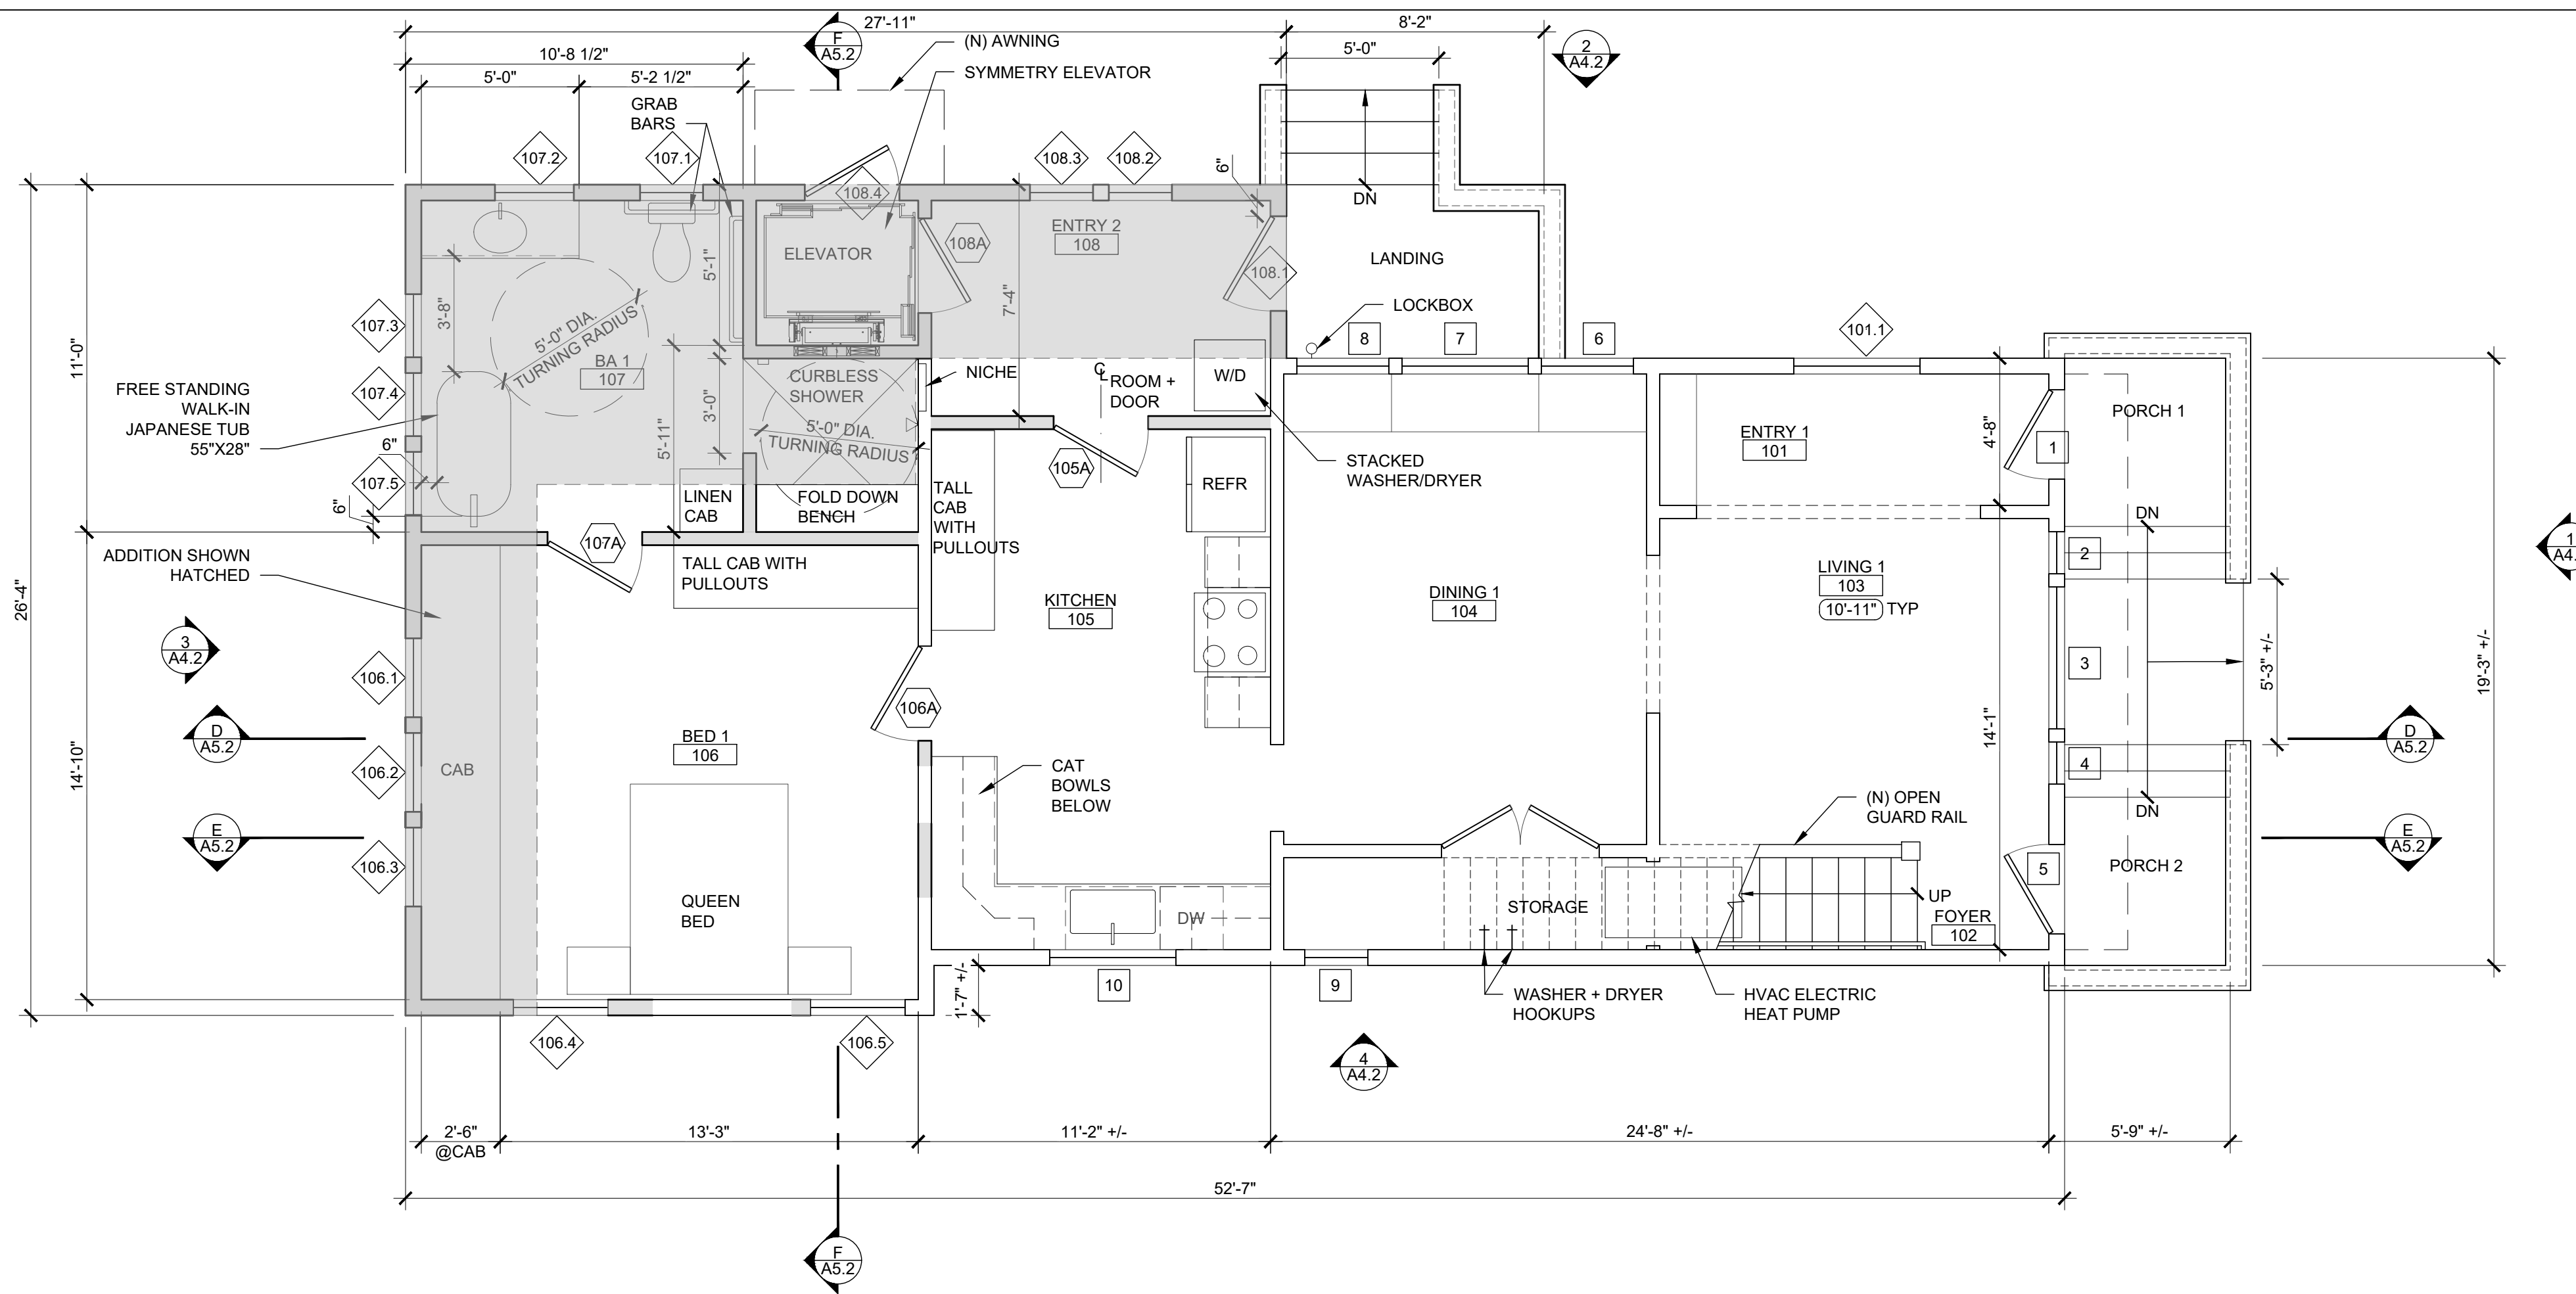 27'-11"
8'-2"
10'-8 1/2"
5'-0"
5'-0"
5'-2 1/2"
F
A5.2
(N) AWNING
SYMMETRY ELEVATOR
2
A4.2
GRAB
BARS
107.2
107.1
108.3
108.2
108.4
6"
DN
ENTRY 2
108
108A
108.1
ELEVATOR
5'-1"
7'-4"
LANDING
LOCKBOX
8
7
6
101.1
3'-8"
5'-0" DIA.
TURNING RADIUS
BA 1
107
107.3
107.4
107.5
11'-0"
FREE STANDING
WALK-IN
JAPANESE TUB
55"X28"
6"
6"
5'-11"
3'-0"
CURBLESS
SHOWER
5'-0" DIA.
TURNING RADIUS
NICHE
CL
ROOM +
DOOR
W/D
STACKED
WASHER/DRYER
105A
REFR
LINEN
CAB
FOLD DOWN
BENCH
TALL
CAB
WITH
PULLOUTS
ENTRY 1
101
4'-8"
1
PORCH 1
DN
2
1
A4.
107A
TALL CAB WITH
PULLOUTS
ADDITION SHOWN
HATCHED
26'-4"
3
A4.2
KITCHEN
105
DINING 1
104
LIVING 1
103
10'-11" TYP
3
5'-3" +/-
19'-3" +/-
106.1
106.2
106.3
D
A5.2
E
A5.2
14'-10"
CAB
BED 1
106
106A
CAT
BOWLS
BELOW
14'-1"
4
DN
D
A5.2
E
A5.2
(N) OPEN
GUARD RAIL
5
PORCH 2
QUEEN
BED
DW
STORAGE
UP
FOYER
102
1'-7" +/-
10
9
WASHER + DRYER
HOOKUPS
HVAC ELECTRIC
HEAT PUMP
106.4
106.5
4
A4.2
2'-6"
@CAB
13'-3"
11'-2" +/-
24'-8" +/-
5'-9" +/-
52'-7"
F
A5.2